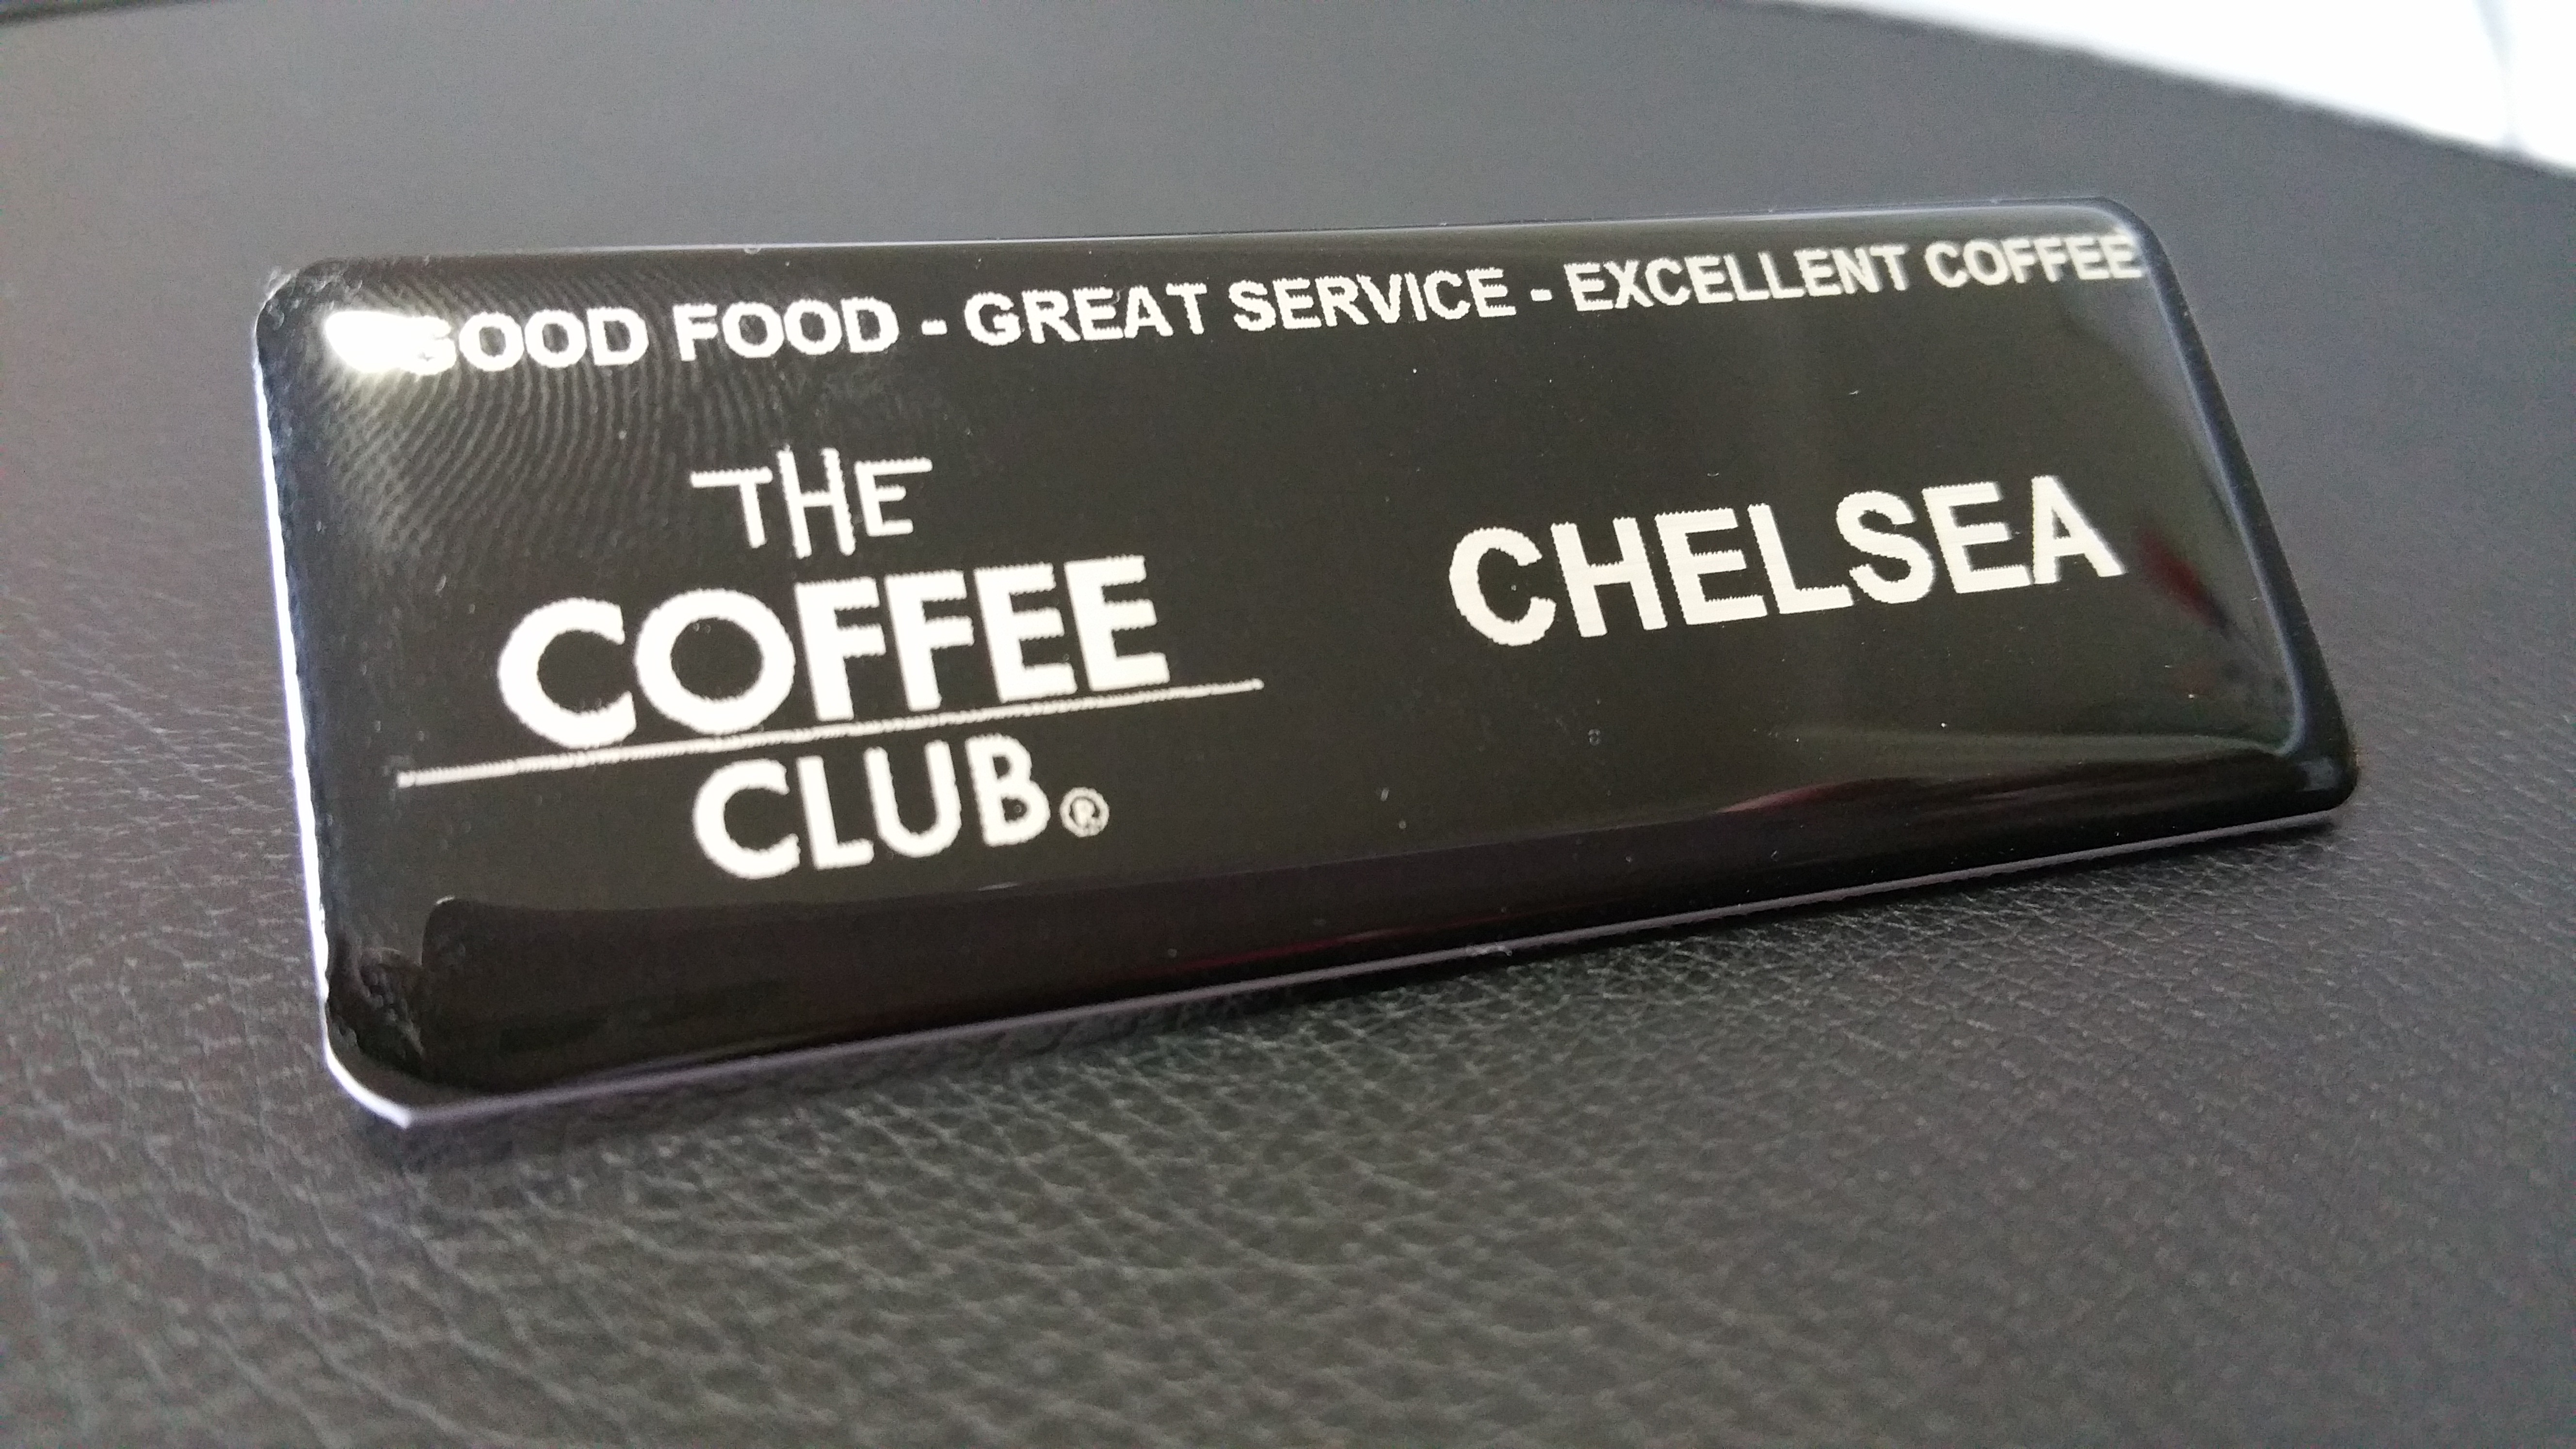 GOOD FOOD - GREAT SERVICE - EXCELLENT COFFEE
THE
COFFEE
CLUB®
CHELSEA